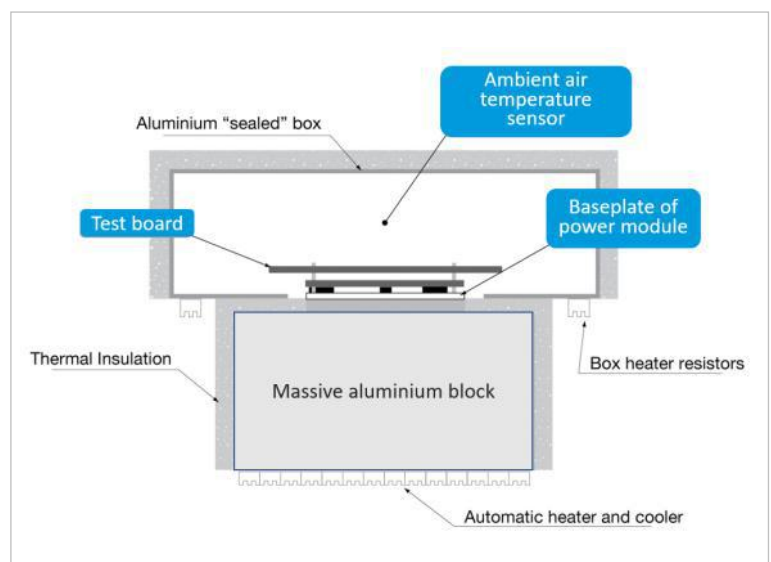 Ambient air
temperature
sensor
Aluminium “sealed” box
Test board
Baseplate of
power module
Thermal Insulation
Box heater resistors
Massive aluminium block
Automatic heater and cooler